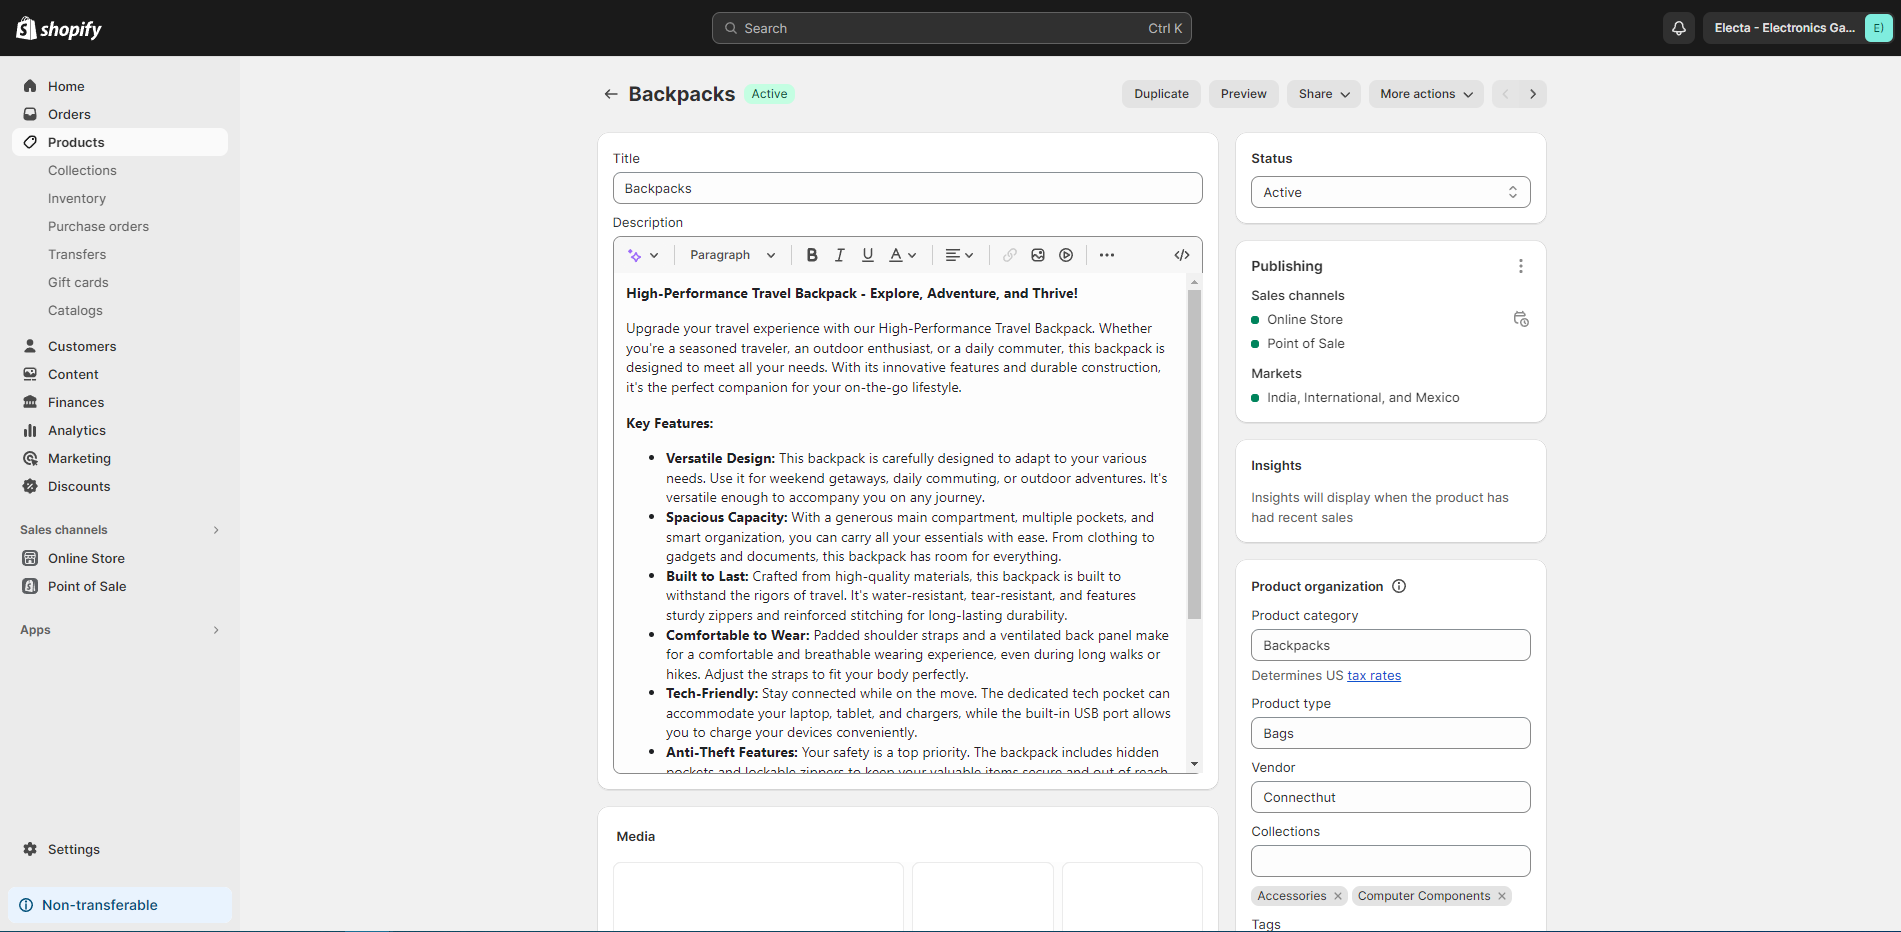 shopify
Search
Ctrl K
Electa - Electronics Ga...
E)
Home
Orders
Products
Collections
Inventory
Purchase orders
Transfers
Gift cards
Catalogs
Customers
Content
Finances
Analytics
Marketing
Discounts
Sales channels
Online Store
Point of Sale
Apps
Settings
Non-transferable
Backpacks
Active
Duplicate
Preview
Share
More actions
Title
Backpacks
Description
Paragraph
High-Performance Travel Backpack - Explore, Adventure, and Thrive!
Upgrade your travel experience with our High-Performance Travel Backpack. Whether
you're a seasoned traveler, an outdoor enthusiast, or a daily commuter, this backpack is
designed to meet all your needs. With its innovative features and durable construction,
it's the perfect companion for your on-the-go lifestyle.
Key Features:
Versatile Design: This backpack is carefully designed to adapt to your various
needs. Use it for weekend getaways, daily commuting, or outdoor adventures. It's
versatile enough to accompany you on any journey.
Spacious Capacity: With a generous main compartment, multiple pockets, and
smart organization, you can carry all your essentials with ease. From clothing to
gadgets and documents, this backpack has room for everything.
Built to Last: Crafted from high-quality materials, this backpack is built to
withstand the rigors of travel. It's water-resistant, tear-resistant, and features
sturdy zippers and reinforced stitching for long-lasting durability.
Comfortable to Wear: Padded shoulder straps and a ventilated back panel make
for a comfortable and breathable wearing experience, even during long walks or
hikes. Adjust the straps to fit your body perfectly.
Tech-Friendly: Stay connected while on the move. The dedicated tech pocket can
accommodate your laptop, tablet, and chargers, while the built-in USB port allows
you to charge your devices conveniently.
Anti-Theft Features: Your safety is a top priority. The backpack includes hidden
pockets and lockable zippers to keep your valuable items secure and out of reach
Media
Status
Active
Publishing
Sales channels
Online Store
Point of Sale
Markets
India, International, and Mexico
Insights
Insights will display when the product has
had recent sales
Product organization
Product category
Backpacks
Determines US tax rates
Product type
Bags
Vendor
Connecthut
Collections
Accessories
Computer Components
Tags